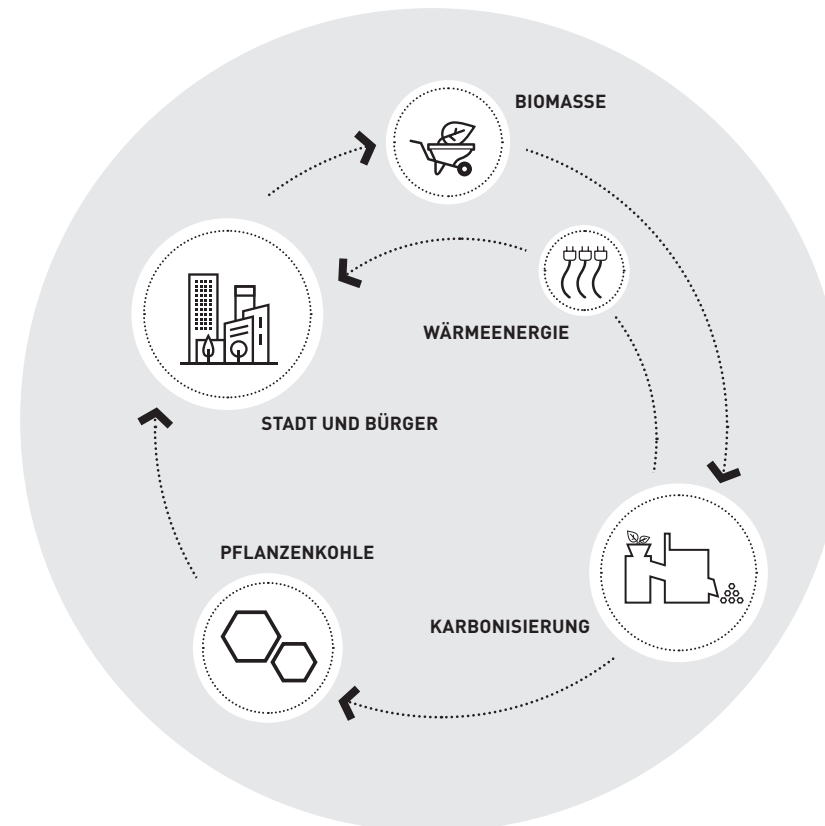 BIOMASSE
WÄRMEENERGIE
STADT UND BÜRGER
PFLANZENKOHLE
KARBONISIERUNG